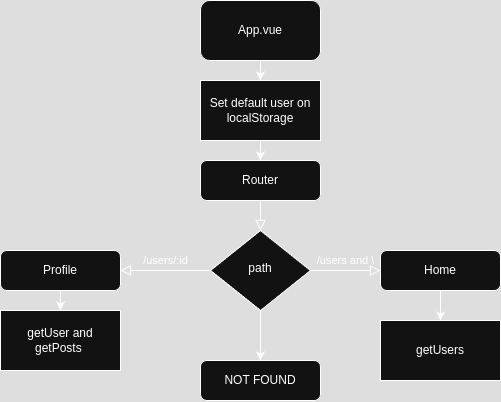 App.vue
Set default user on
localStorage
Router
/users/:id
path
/users and \
Profile
Home
getUser and
getPosts
getUsers
NOT FOUND